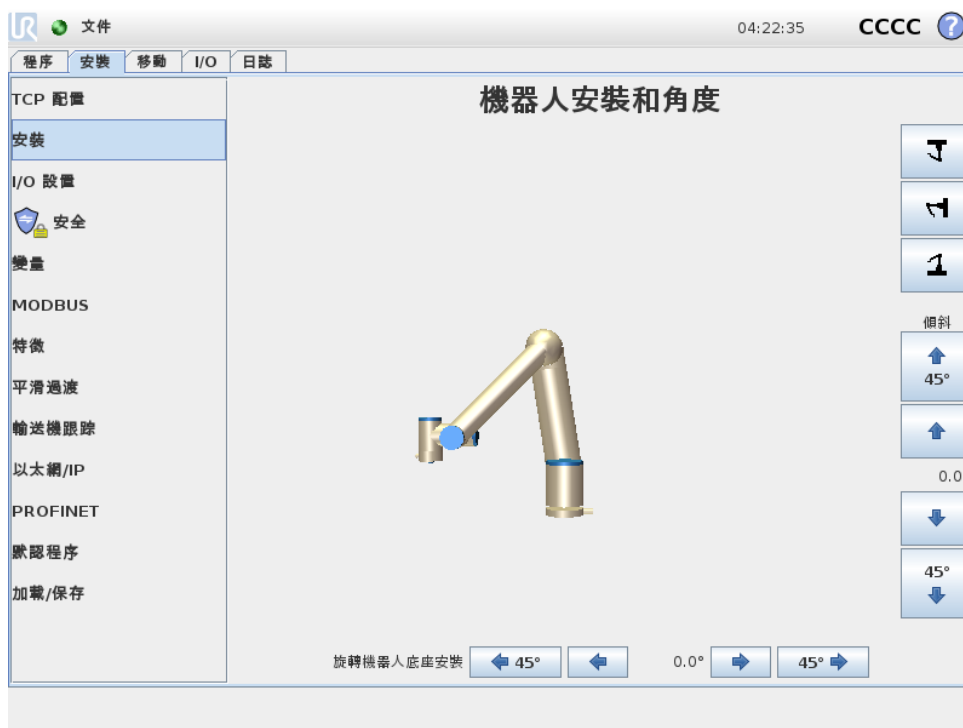 UR 文件 04:22:35 CCCC ?
程序 安裝 移動 I/O 日誌
機器人安裝和角度
TCP 配置
安裝
I/O 設置
安全
變量
MODBUS
特徵
平滑過渡
輸送機跟踪
以太網/IP
PROFINET
默認程序
加載/保存
傾斜
45°
0.0
45°
旋轉機器人底座安裝 45° 0.0° 45°